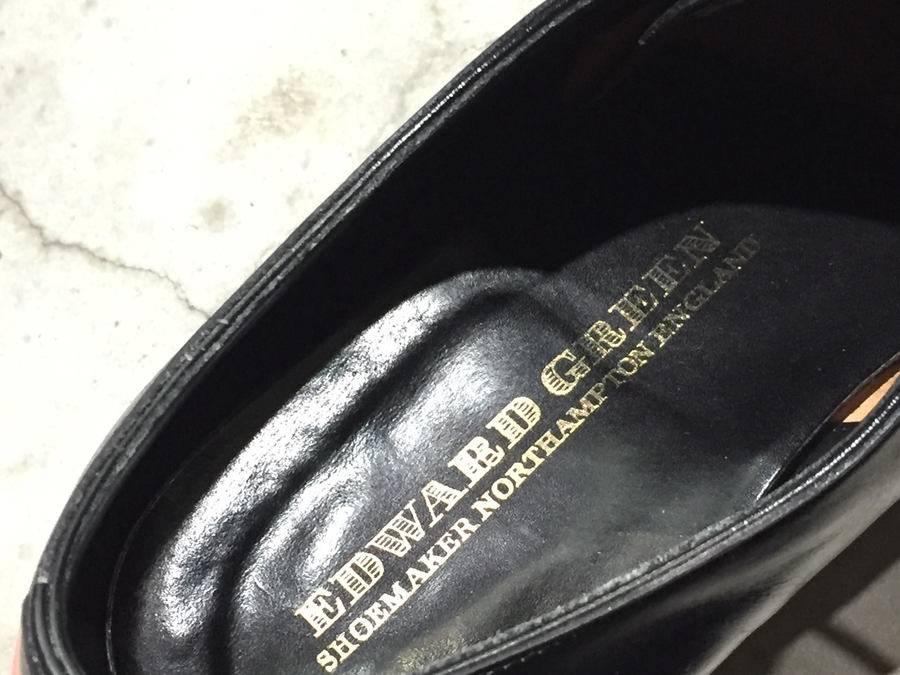 EDWARD GREEN
SHOEMAKER NORTHAMPTON ENGLAND